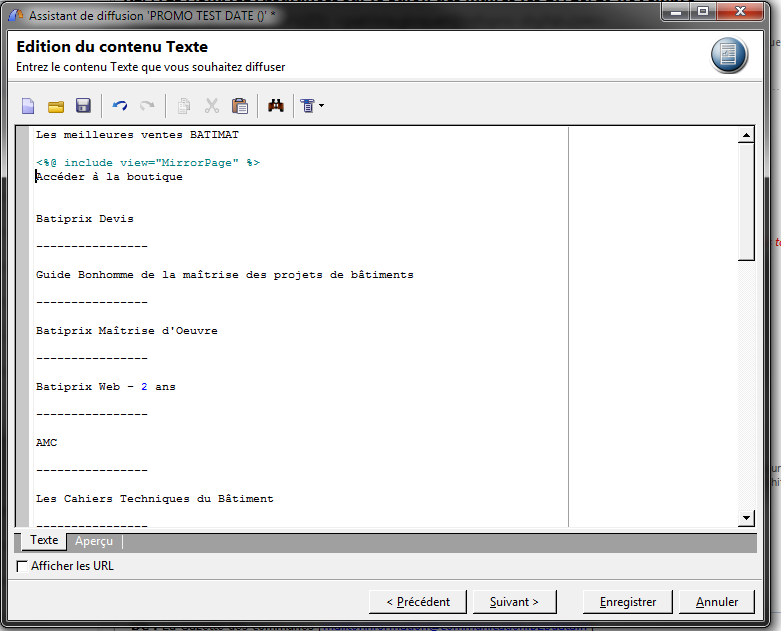 Assistant de diffusion 'PROMO TEST DATE ()' *
Edition du contenu Texte
Entrez le contenu Texte que vous souhaitez diffuser
Les meilleures ventes BATIMAT
<%@ include view="MirrorPage" %>
Accéder à la boutique
Batiprix Devis
----------------
Guide Bonhomme de la maîtrise des projets de bâtiments
----------------
Batiprix Maîtrise d'Oeuvre
----------------
Batiprix Web - 2 ans
----------------
AMC
----------------
Les Cahiers Techniques du Bâtiment
----------------
Texte Aperçu
Afficher les URL
< Précédent Suivant > Enregistrer Annuler